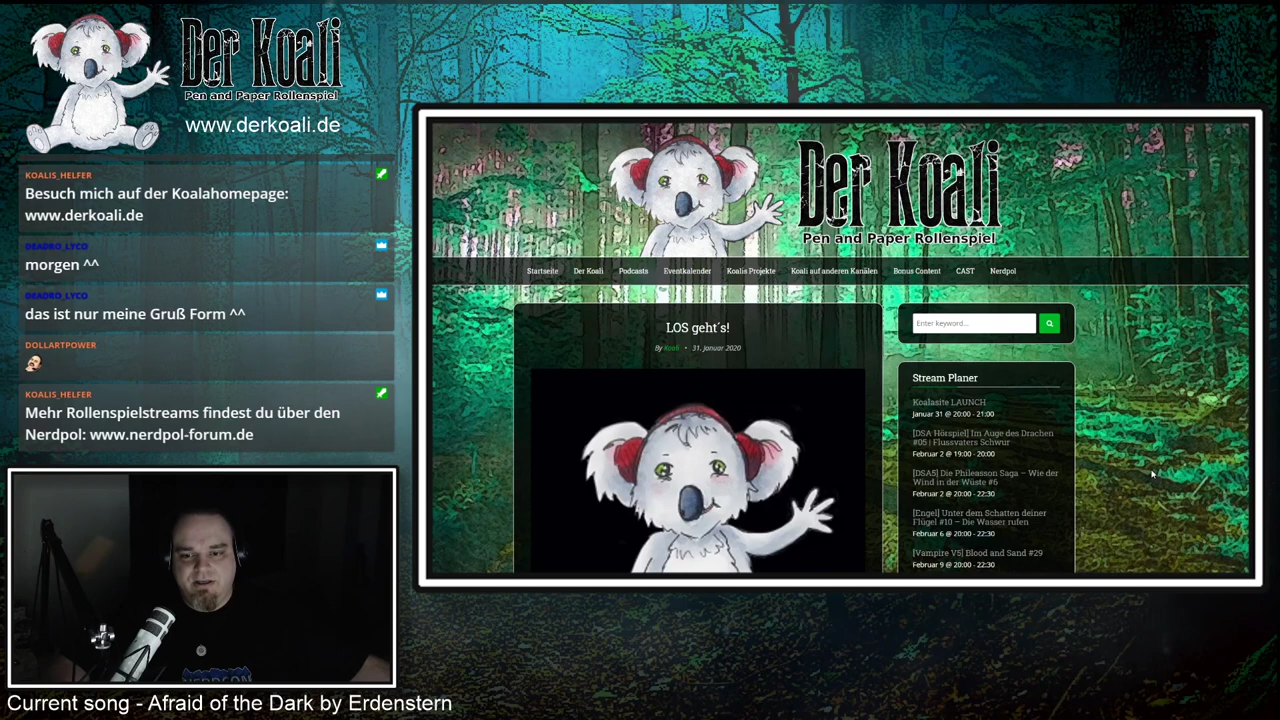 Der Koali
Pen and Paper Rollenspiel
www.derkoali.de
KOALIS_HELFER
Besuch mich auf der Koalahomepage:
www.derkoali.de
DEADRO_LYCO
morgen ^^
DEADRO_LYCO
das ist nur meine Gruß Form ^^
DOLLARTPOWER
KOALIS_HELFER
Mehr Rollenspielstreams findest du über den
Nerdpol: www.nerdpol-forum.de
Current song - Afraid of the Dark by Erdenstern
Der Koali
Pen and Paper Rollenspiel
Startseite Der Koali Podcasts Eventkalender Koalis Projekte Koali auf anderen Kanälen Bonus Content CAST Nerdpol
LOS geht´s!
By Koali • 31. Januar 2020
Enter keyword...
Stream Planer
Koalasite LAUNCH
Januar 31 @ 20:00 - 21:00
[DSA Hörspiel] Im Auge des Drachen
#05 | Flussvaters Schwur
Februar 2 @ 19:00 - 20:00
[DSA5] Die Phileasson Saga – Wie der
Wind in der Wüste #6
Februar 2 @ 20:00 - 22:30
[Engel] Unter dem Schatten deiner
Flügel #10 – Die Wasser rufen
Februar 6 @ 20:00 - 22:30
[Vampire V5] Blood and Sand #29
Februar 9 @ 20:00 - 22:30